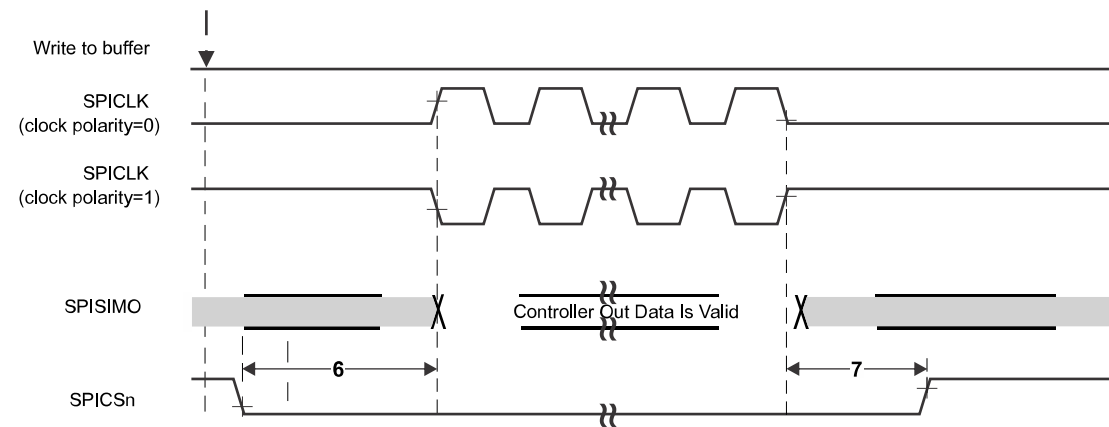 Write to buffer
SPICLK
(clock polarity=0)
SPICLK
(clock polarity=1)
SPISIMO
Controller Out Data Is Valid
6
7
SPICSn